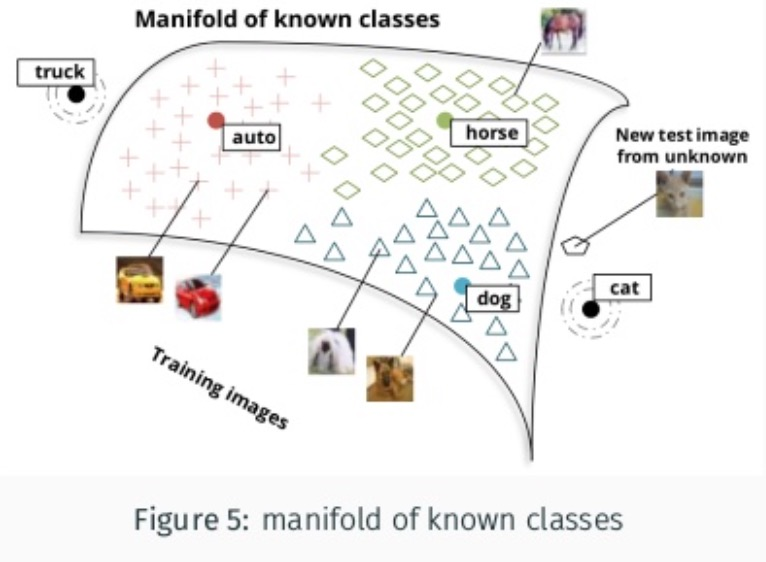 Manifold of known classes
truck
auto
horse
New test image
from unknown
cat
dog
Training images
Figure 5: manifold of known classes